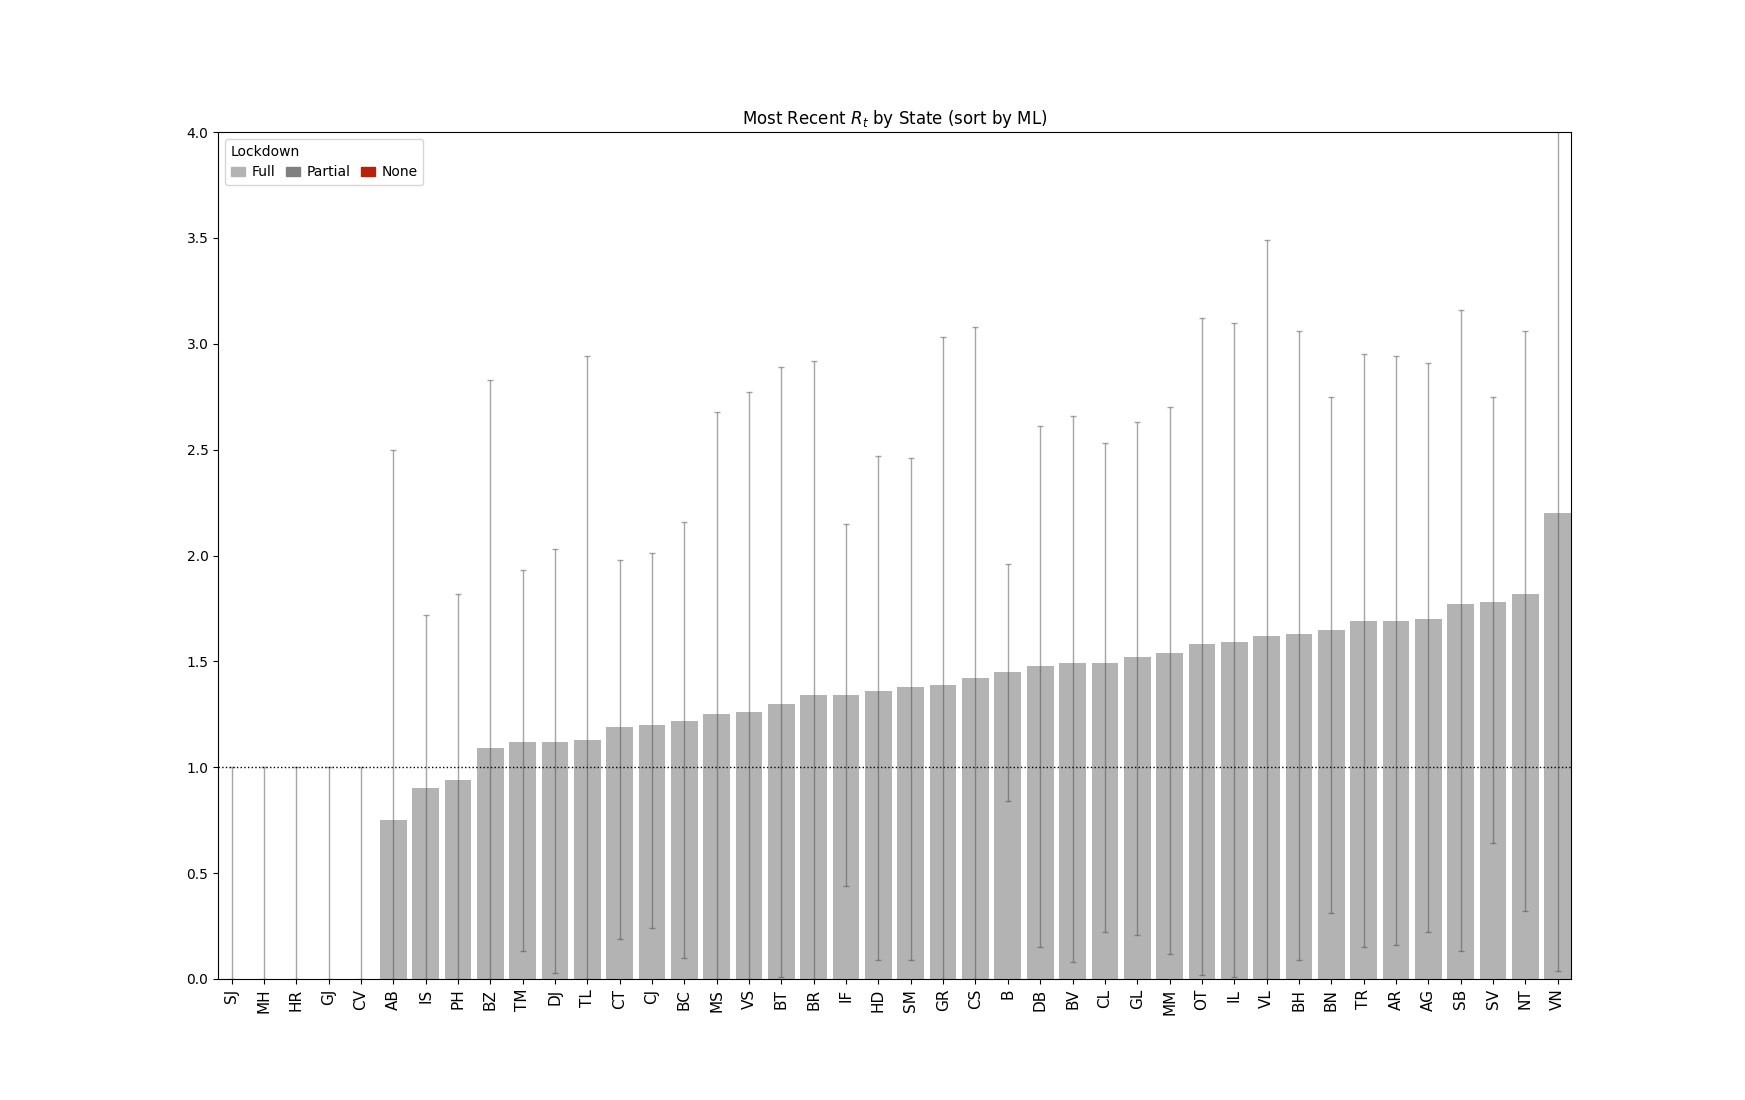 Most Recent R_t by State (sort by ML)
4.0
Lockdown
Full Partial None
3.5
3.0
2.5
2.0
1.5
1.0
0.5
0.0
SJ MH HR GJ CV AB IS PH BZ TM DJ TL CT CJ BC MS VS BT BR IF HD SM GR CS B DB BV CL GL MM OT IL VL BH BN TR AR AG SB SV NT VN